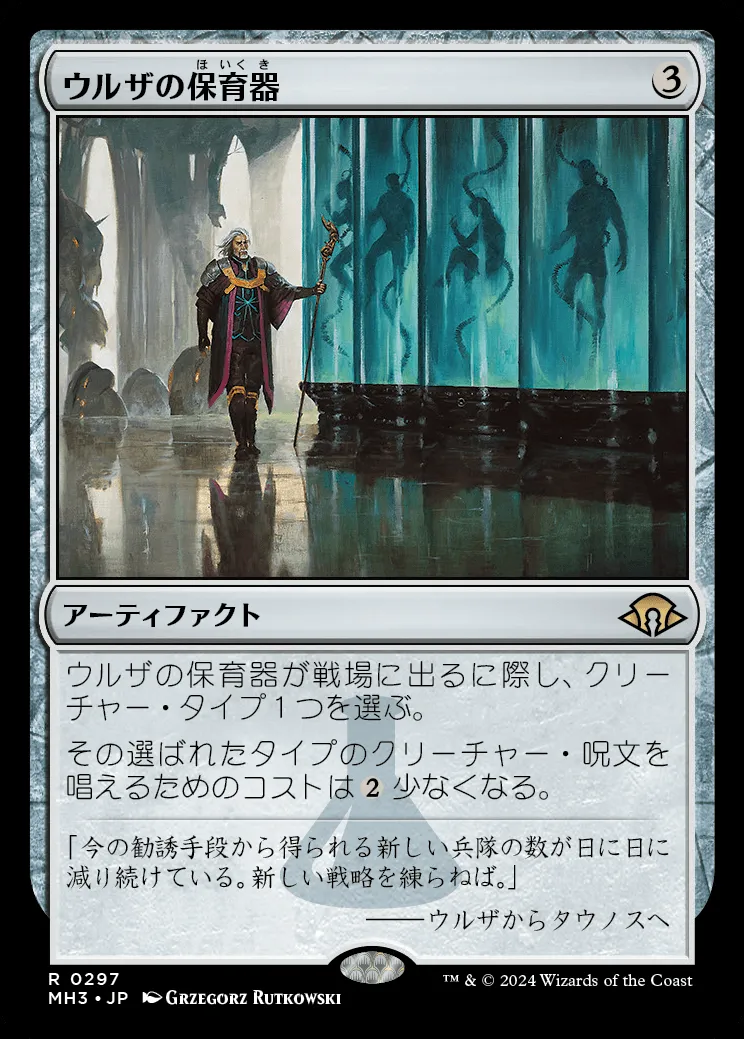 ほいくき
ウルザの保育器
3
アーティファクト
ウルザの保育器が戦場に出るに際し、クリー
チャー・タイプ１つを選ぶ。
その選ばれたタイプのクリーチャー・呪文を
唱えるためのコストは 2 少なくなる。
「今の勧誘手段から得られる新しい兵隊の数が日に日に
減り続けている。新しい戦略を練らねば。」
――ウルザからタウノスへ
R 0297
MH3・JP Grzegorz Rutkowski
™ & © 2024 Wizards of the Coast